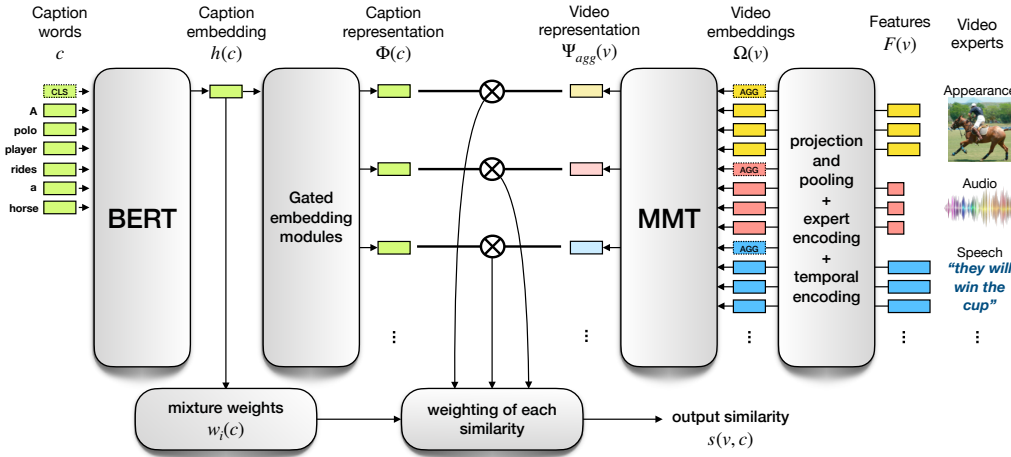 Caption
words
c
Caption
embedding
h(c)
Caption
representation
Φ(c)
Video
representation
Ψagg(v)
Video
embeddings
Ω(v)
Features
F(v)
Video
experts
CLS
A
polo
player
rides
a
horse
BERT
Gated
embedding
modules
MMT
AGG
AGG
AGG
projection
and
pooling
+
expert
encoding
+
temporal
encoding
Appearance
Audio
Speech
“they will
win the
cup”
mixture weights
wi(c)
weighting of each
similarity
output similarity
s(v, c)